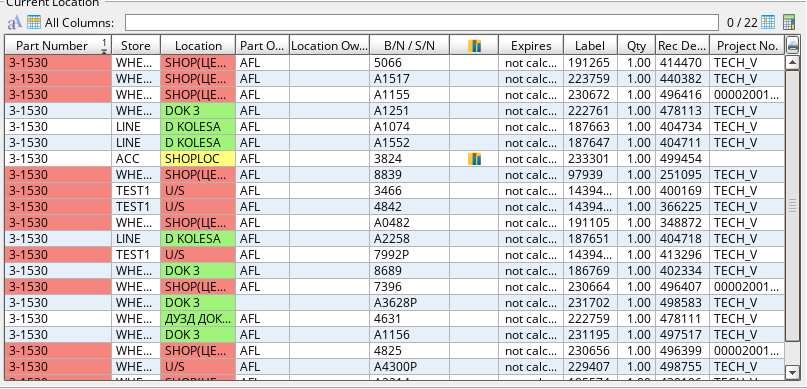 Current Location
All Columns: 0 / 22
Part Number 1 Store Location Part O... Location Ow... B/N / S/N Expires Label Qty Rec De... Project No.
3-1530 WHE... SHOP(ЦЕ... AFL 5066 not calc... 191265 1.00 414470 TECH_V
3-1530 WHE... SHOP(ЦЕ... AFL A1517 not calc... 223759 1.00 440382 TECH_V
3-1530 WHE... SHOP(ЦЕ... AFL A1155 not calc... 230672 1.00 496416 00002001...
3-1530 WHE... DOK 3 AFL A1251 not calc... 222761 1.00 478113 TECH_V
3-1530 LINE D KOLESA AFL A1074 not calc... 187663 1.00 404734 TECH_V
3-1530 LINE D KOLESA AFL A1552 not calc... 187647 1.00 404711 TECH_V
3-1530 ACC SHOPLOC AFL 3824 not calc... 233301 1.00 499454
3-1530 WHE... SHOP(ЦЕ... AFL 8839 not calc... 97939 1.00 251095 TECH_V
3-1530 TEST1 U/S AFL 3466 not calc... 14394... 1.00 400169 TECH_V
3-1530 TEST1 U/S AFL 4842 not calc... 14394... 1.00 366225 TECH_V
3-1530 WHE... SHOP(ЦЕ... AFL A0482 not calc... 191105 1.00 348872 TECH_V
3-1530 LINE D KOLESA AFL A2258 not calc... 187651 1.00 404718 TECH_V
3-1530 TEST1 U/S AFL 7992P not calc... 14394... 1.00 413296 TECH_V
3-1530 WHE... DOK 3 AFL 8689 not calc... 186769 1.00 402334 TECH_V
3-1530 WHE... SHOP(ЦЕ... AFL 7396 not calc... 230664 1.00 496407 00002001...
3-1530 WHE... DOK 3 A3628P not calc... 231702 1.00 498583 TECH_V
3-1530 WHE... ДУЗД ДОК... AFL 4631 not calc... 222759 1.00 478111 TECH_V
3-1530 WHE... DOK 3 AFL A1156 not calc... 231195 1.00 497517 TECH_V
3-1530 WHE... SHOP(ЦЕ... AFL 4825 not calc... 230656 1.00 496399 00002001...
3-1530 WHE... U/S AFL A4300P not calc... 229407 1.00 498755 TECH_V